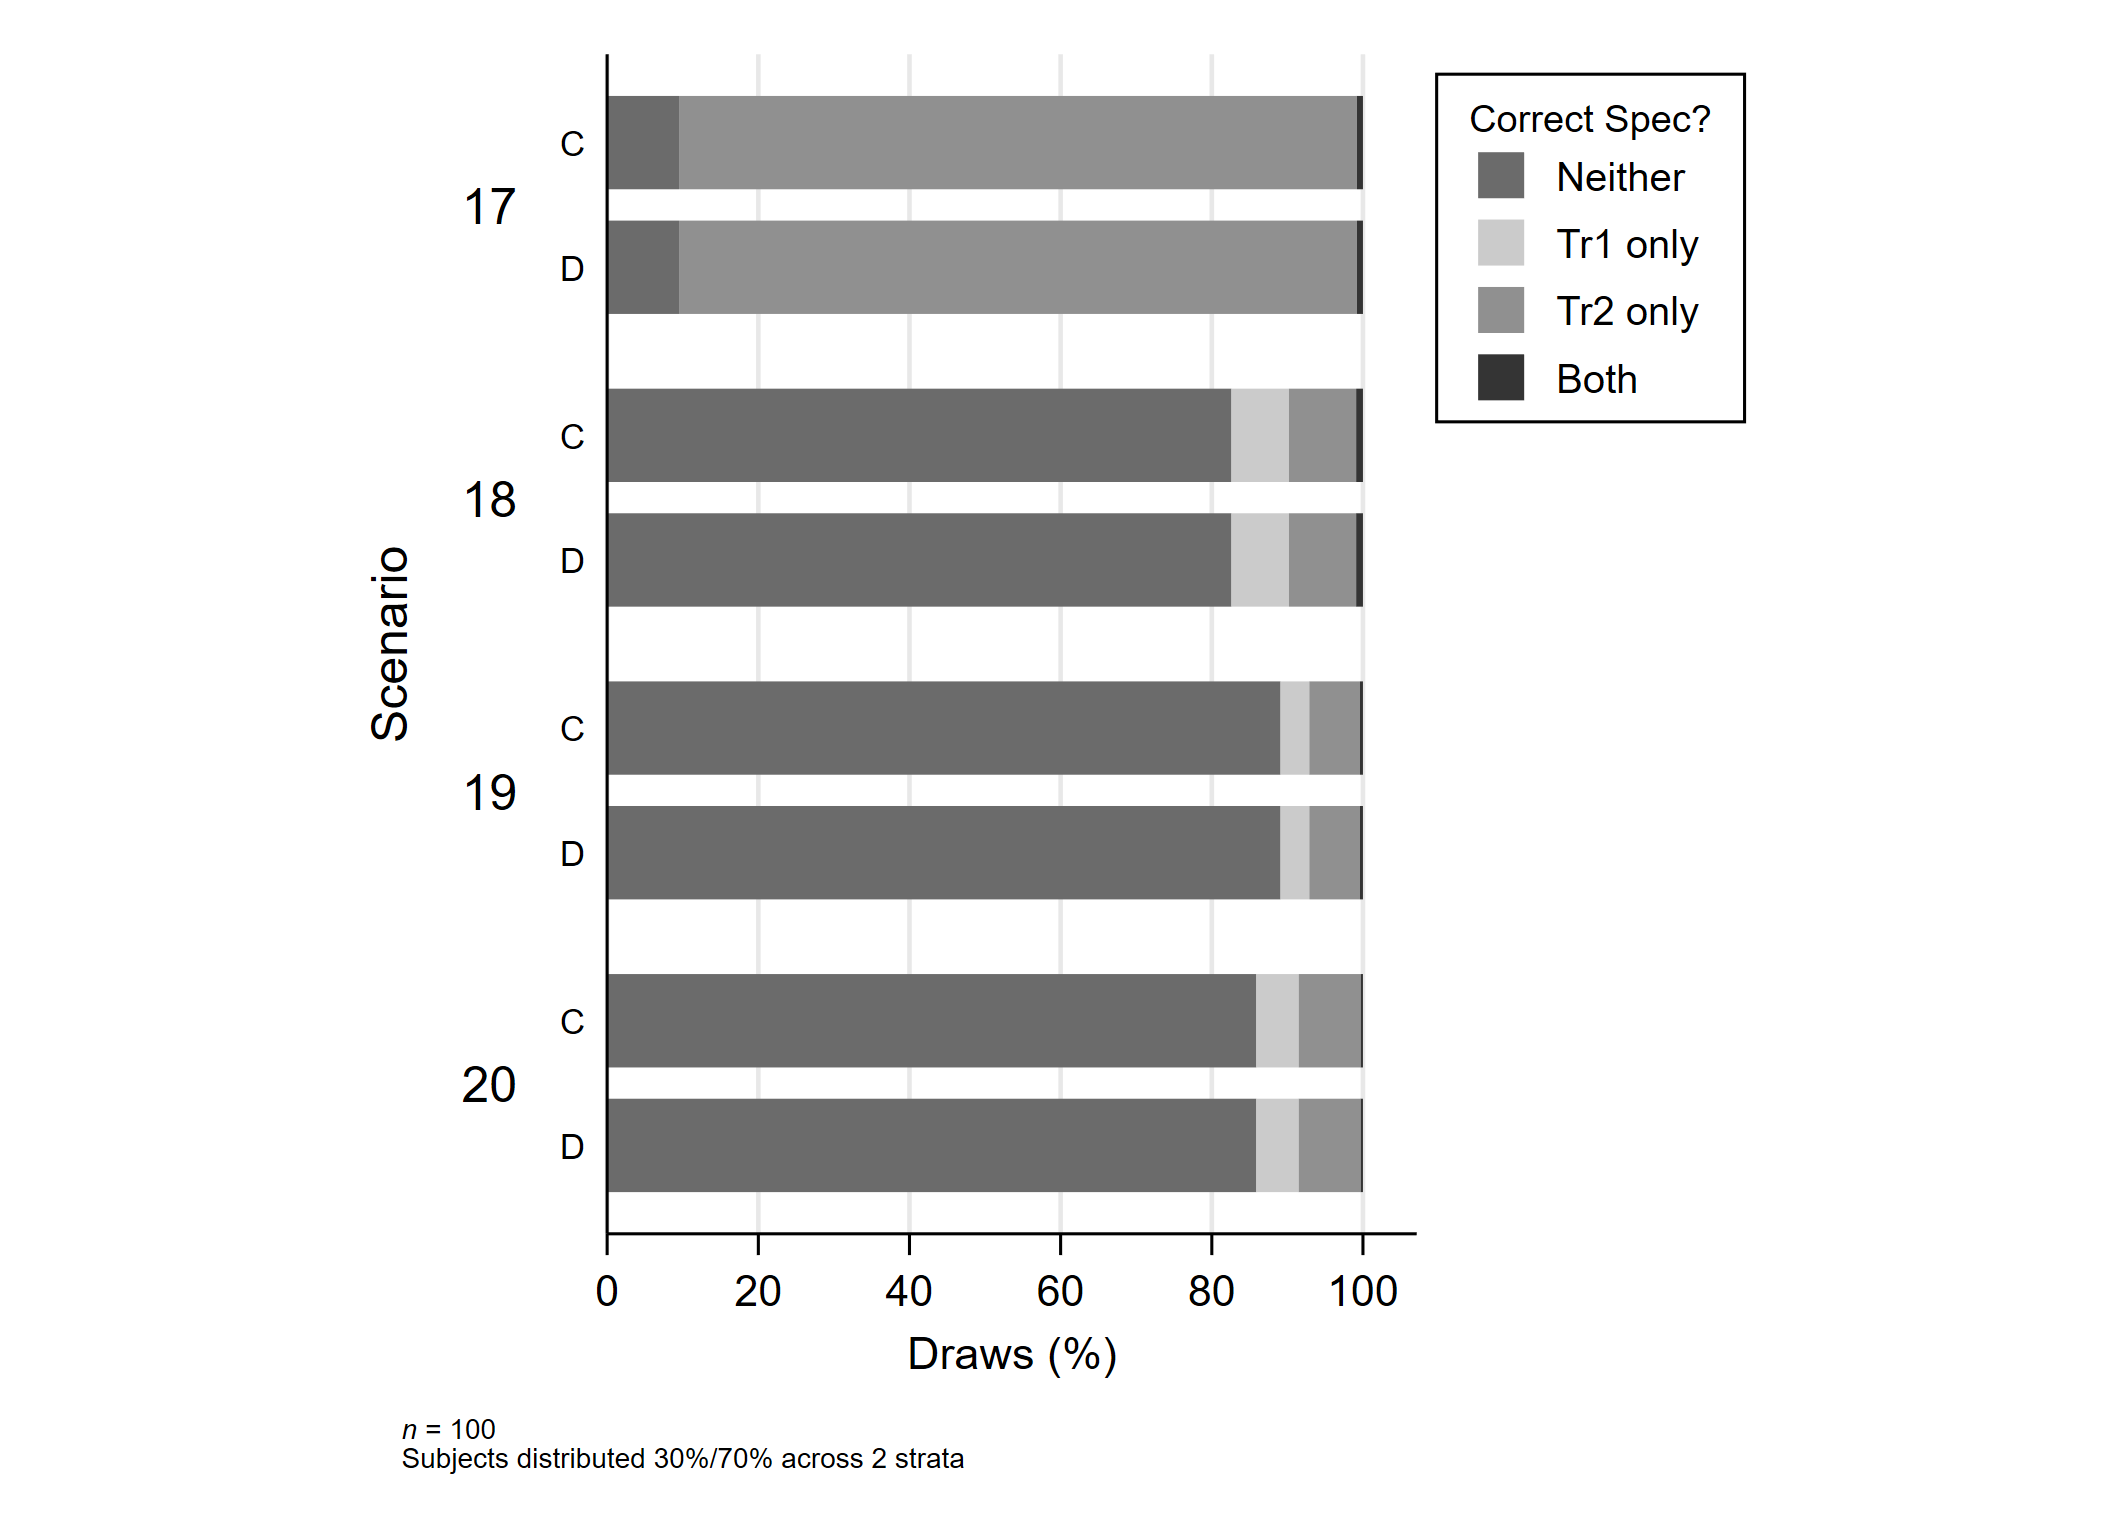 Correct Spec?
Neither
Tr1 only
Tr2 only
Both
Scenario
17
C
D
18
C
D
19
C
D
20
C
D
0 20 40 60 80 100
Draws (%)
n = 100
Subjects distributed 30%/70% across 2 strata